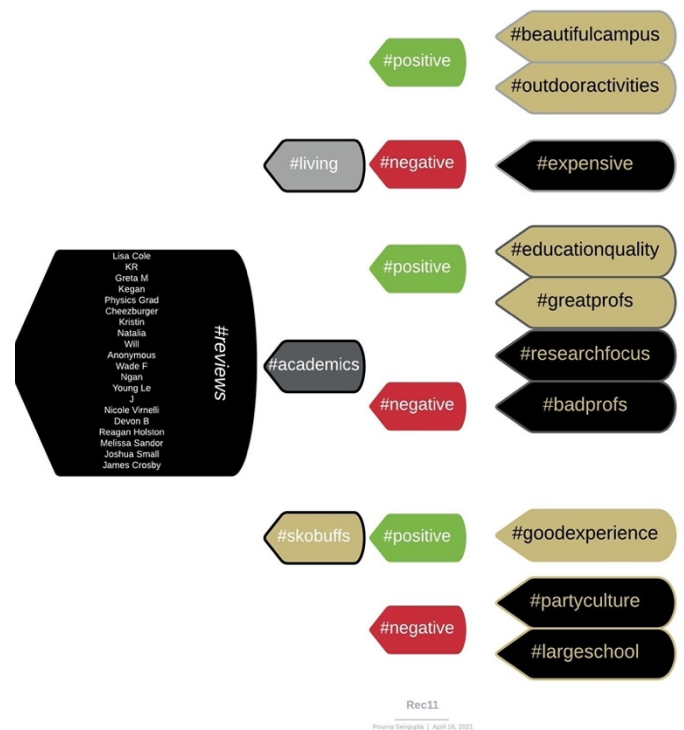 #beautifulcampus
#positive
#outdooractivities
#living
#negative
#expensive
#educationquality
#positive
#greatprofs
Lisa Cole
KR
Greta M
Kegan
Physics Grad
Cheezburger
Kristin
Natalia
Will
Anonymous
Wade F
Ngan
Young Le
J
Nicole Virnelli
Devon B
Reagan Holston
Melissa Sandor
Joshua Small
James Crosby
#reviews
#academics
#researchfocus
#negative
#badprofs
#skobuffs
#positive
#goodexperience
#partyculture
#negative
#largeschool
Rec11
Pourna Sengupta | April 16, 2021